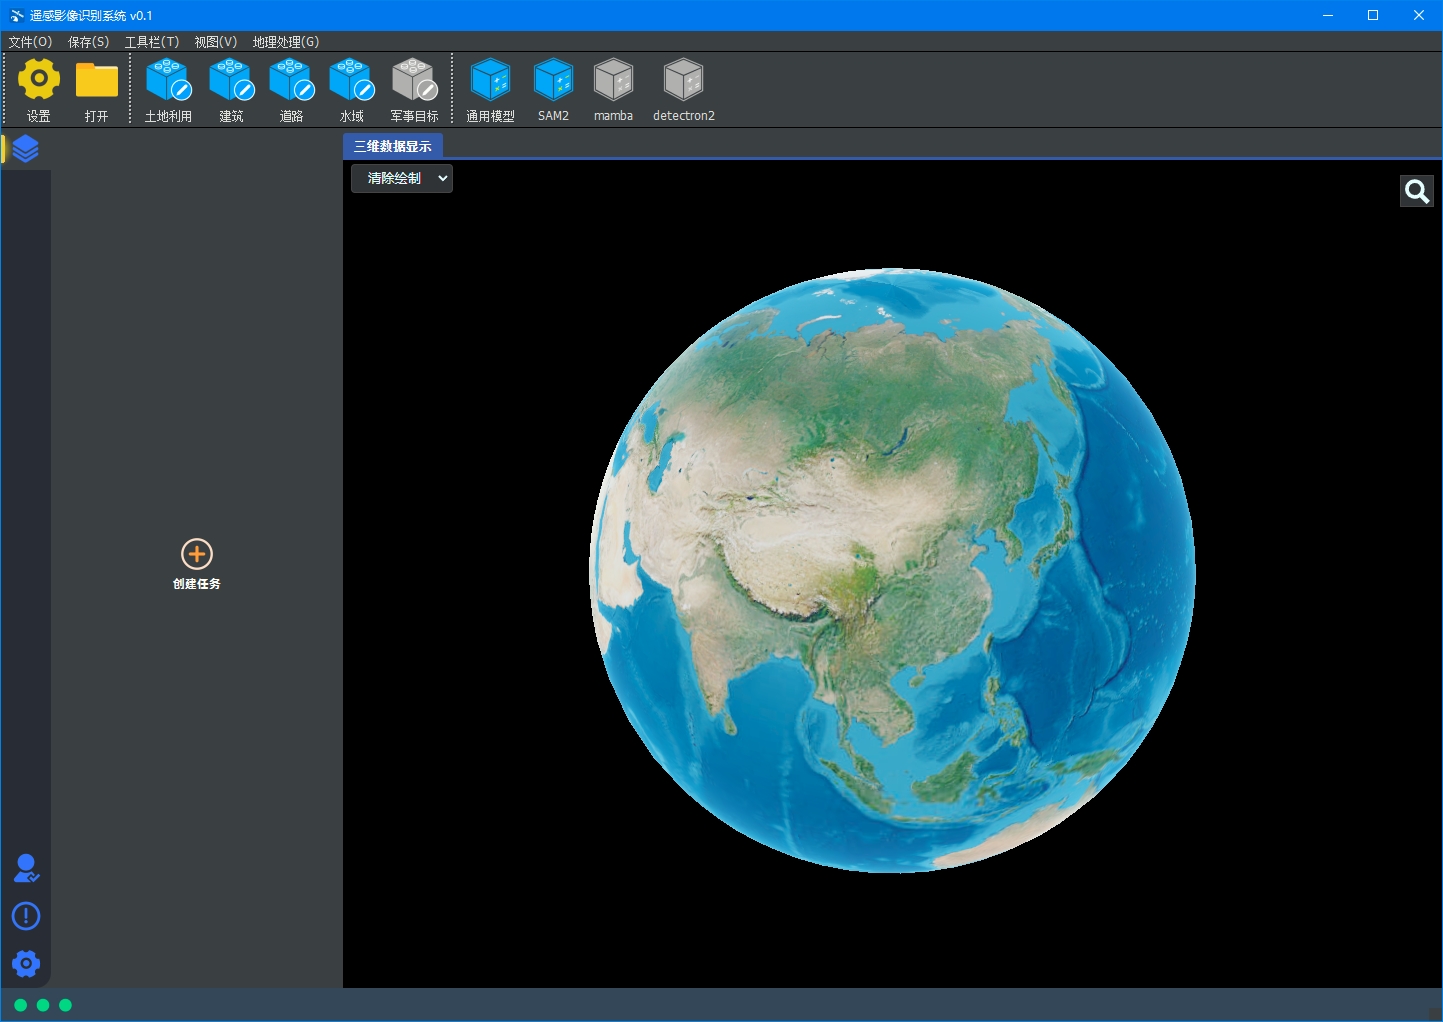 遥感影像识别系统 v0.1
文件(O) 保存(S) 工具栏(T) 视图(V) 地理处理(G)
设置 打开 土地利用 建筑 道路 水域 军事目标 通用模型 SAM2 mamba detectron2
三维数据显示
清除绘制
创建任务